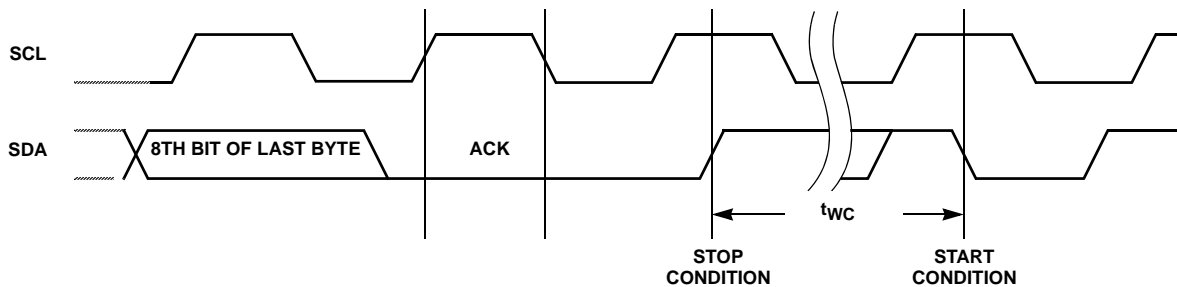 SCL
SDA
8TH BIT OF LAST BYTE
ACK
tWC
STOP
CONDITION
START
CONDITION